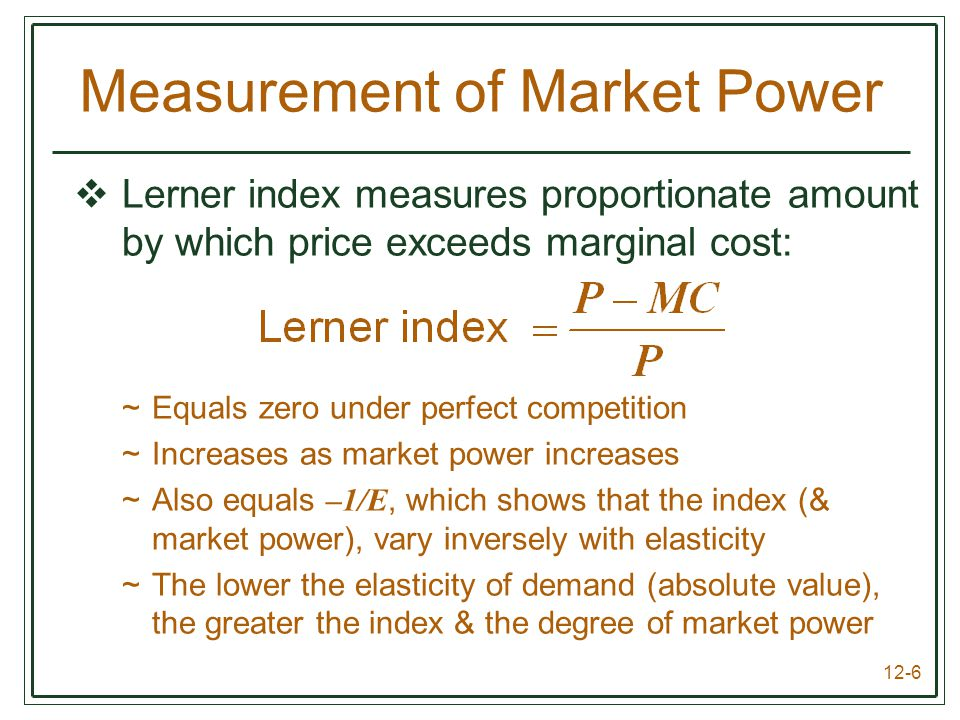 Measurement of Market Power
❖ Lerner index measures proportionate amount
by which price exceeds marginal cost:
Lerner index = (P – MC) / P
~ Equals zero under perfect competition
~ Increases as market power increases
~ Also equals –1/E, which shows that the index (&
market power), vary inversely with elasticity
~ The lower the elasticity of demand (absolute value),
the greater the index & the degree of market power
12-6